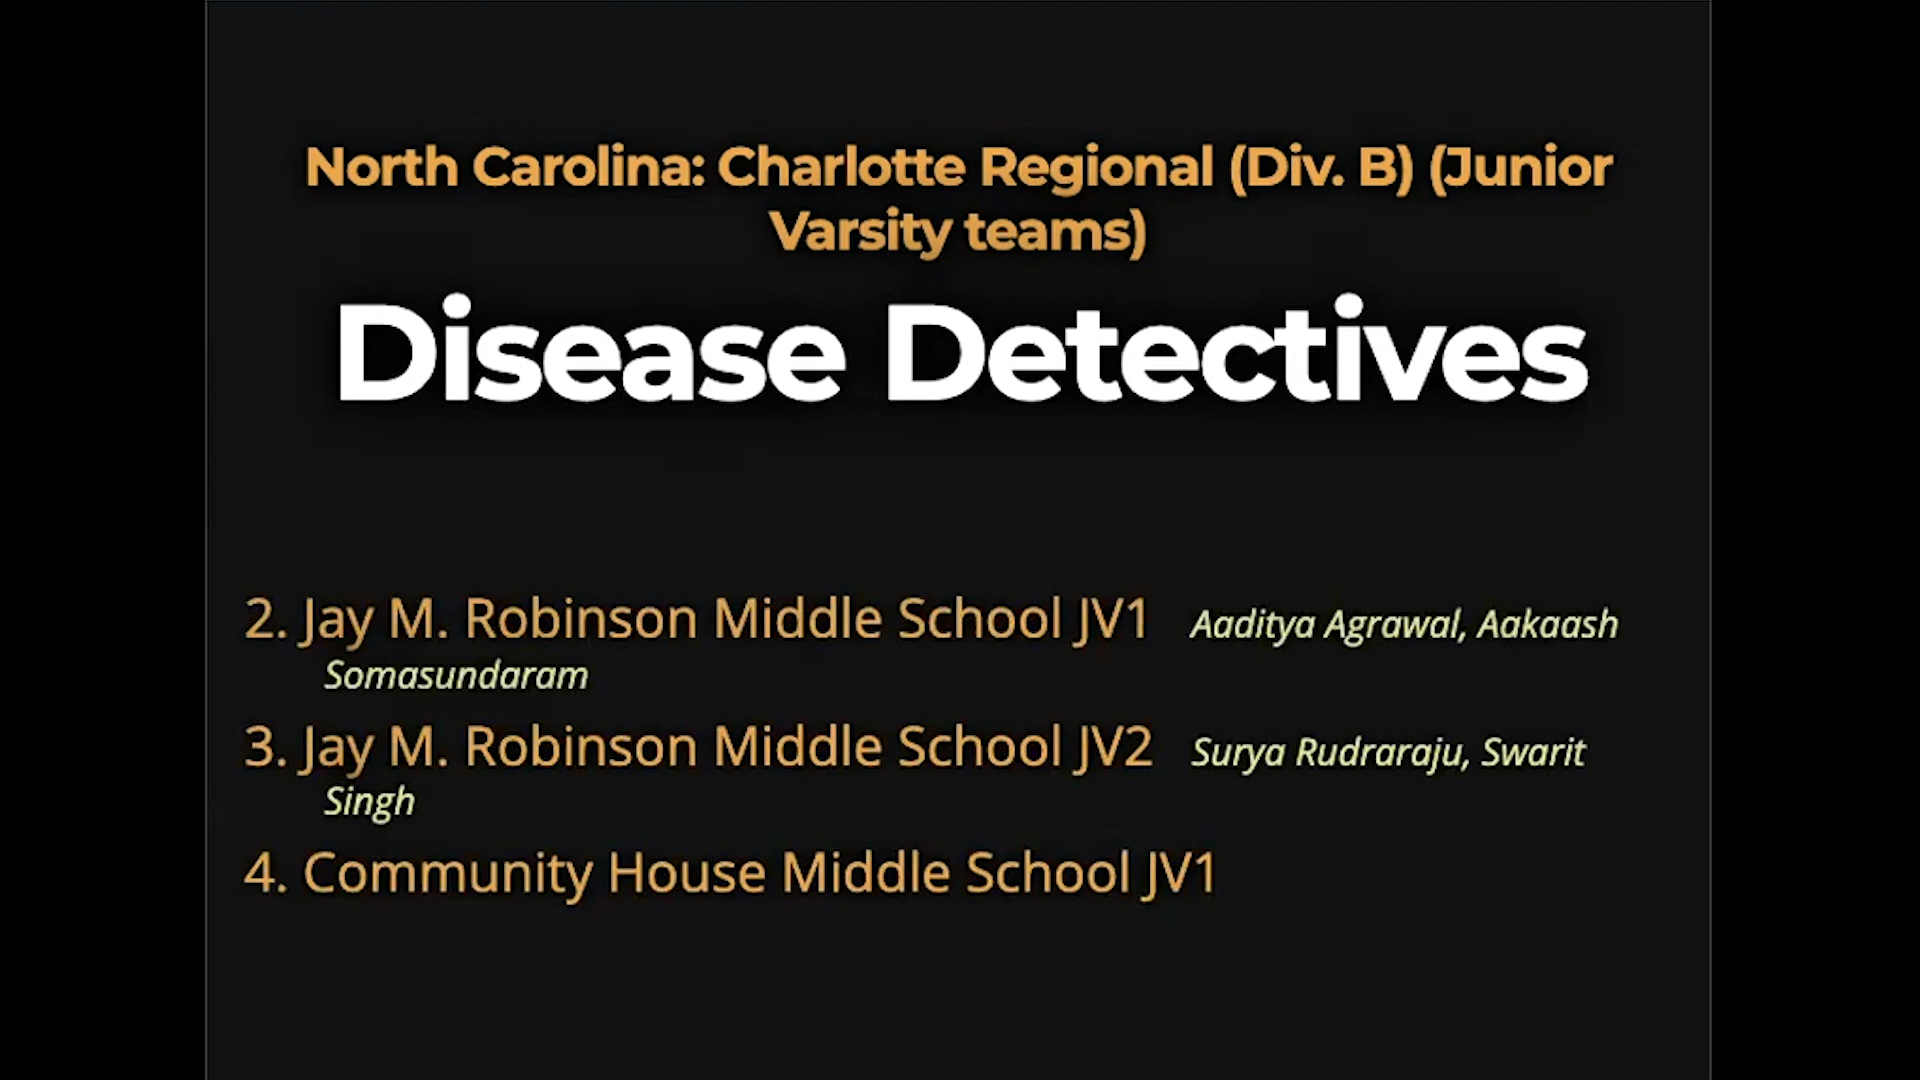 North Carolina: Charlotte Regional (Div. B) (Junior
Varsity teams)
Disease Detectives
2. Jay M. Robinson Middle School JV1 Aaditya Agrawal, Aakaash
Somasundaram
3. Jay M. Robinson Middle School JV2 Surya Rudraraju, Swarit
Singh
4. Community House Middle School JV1